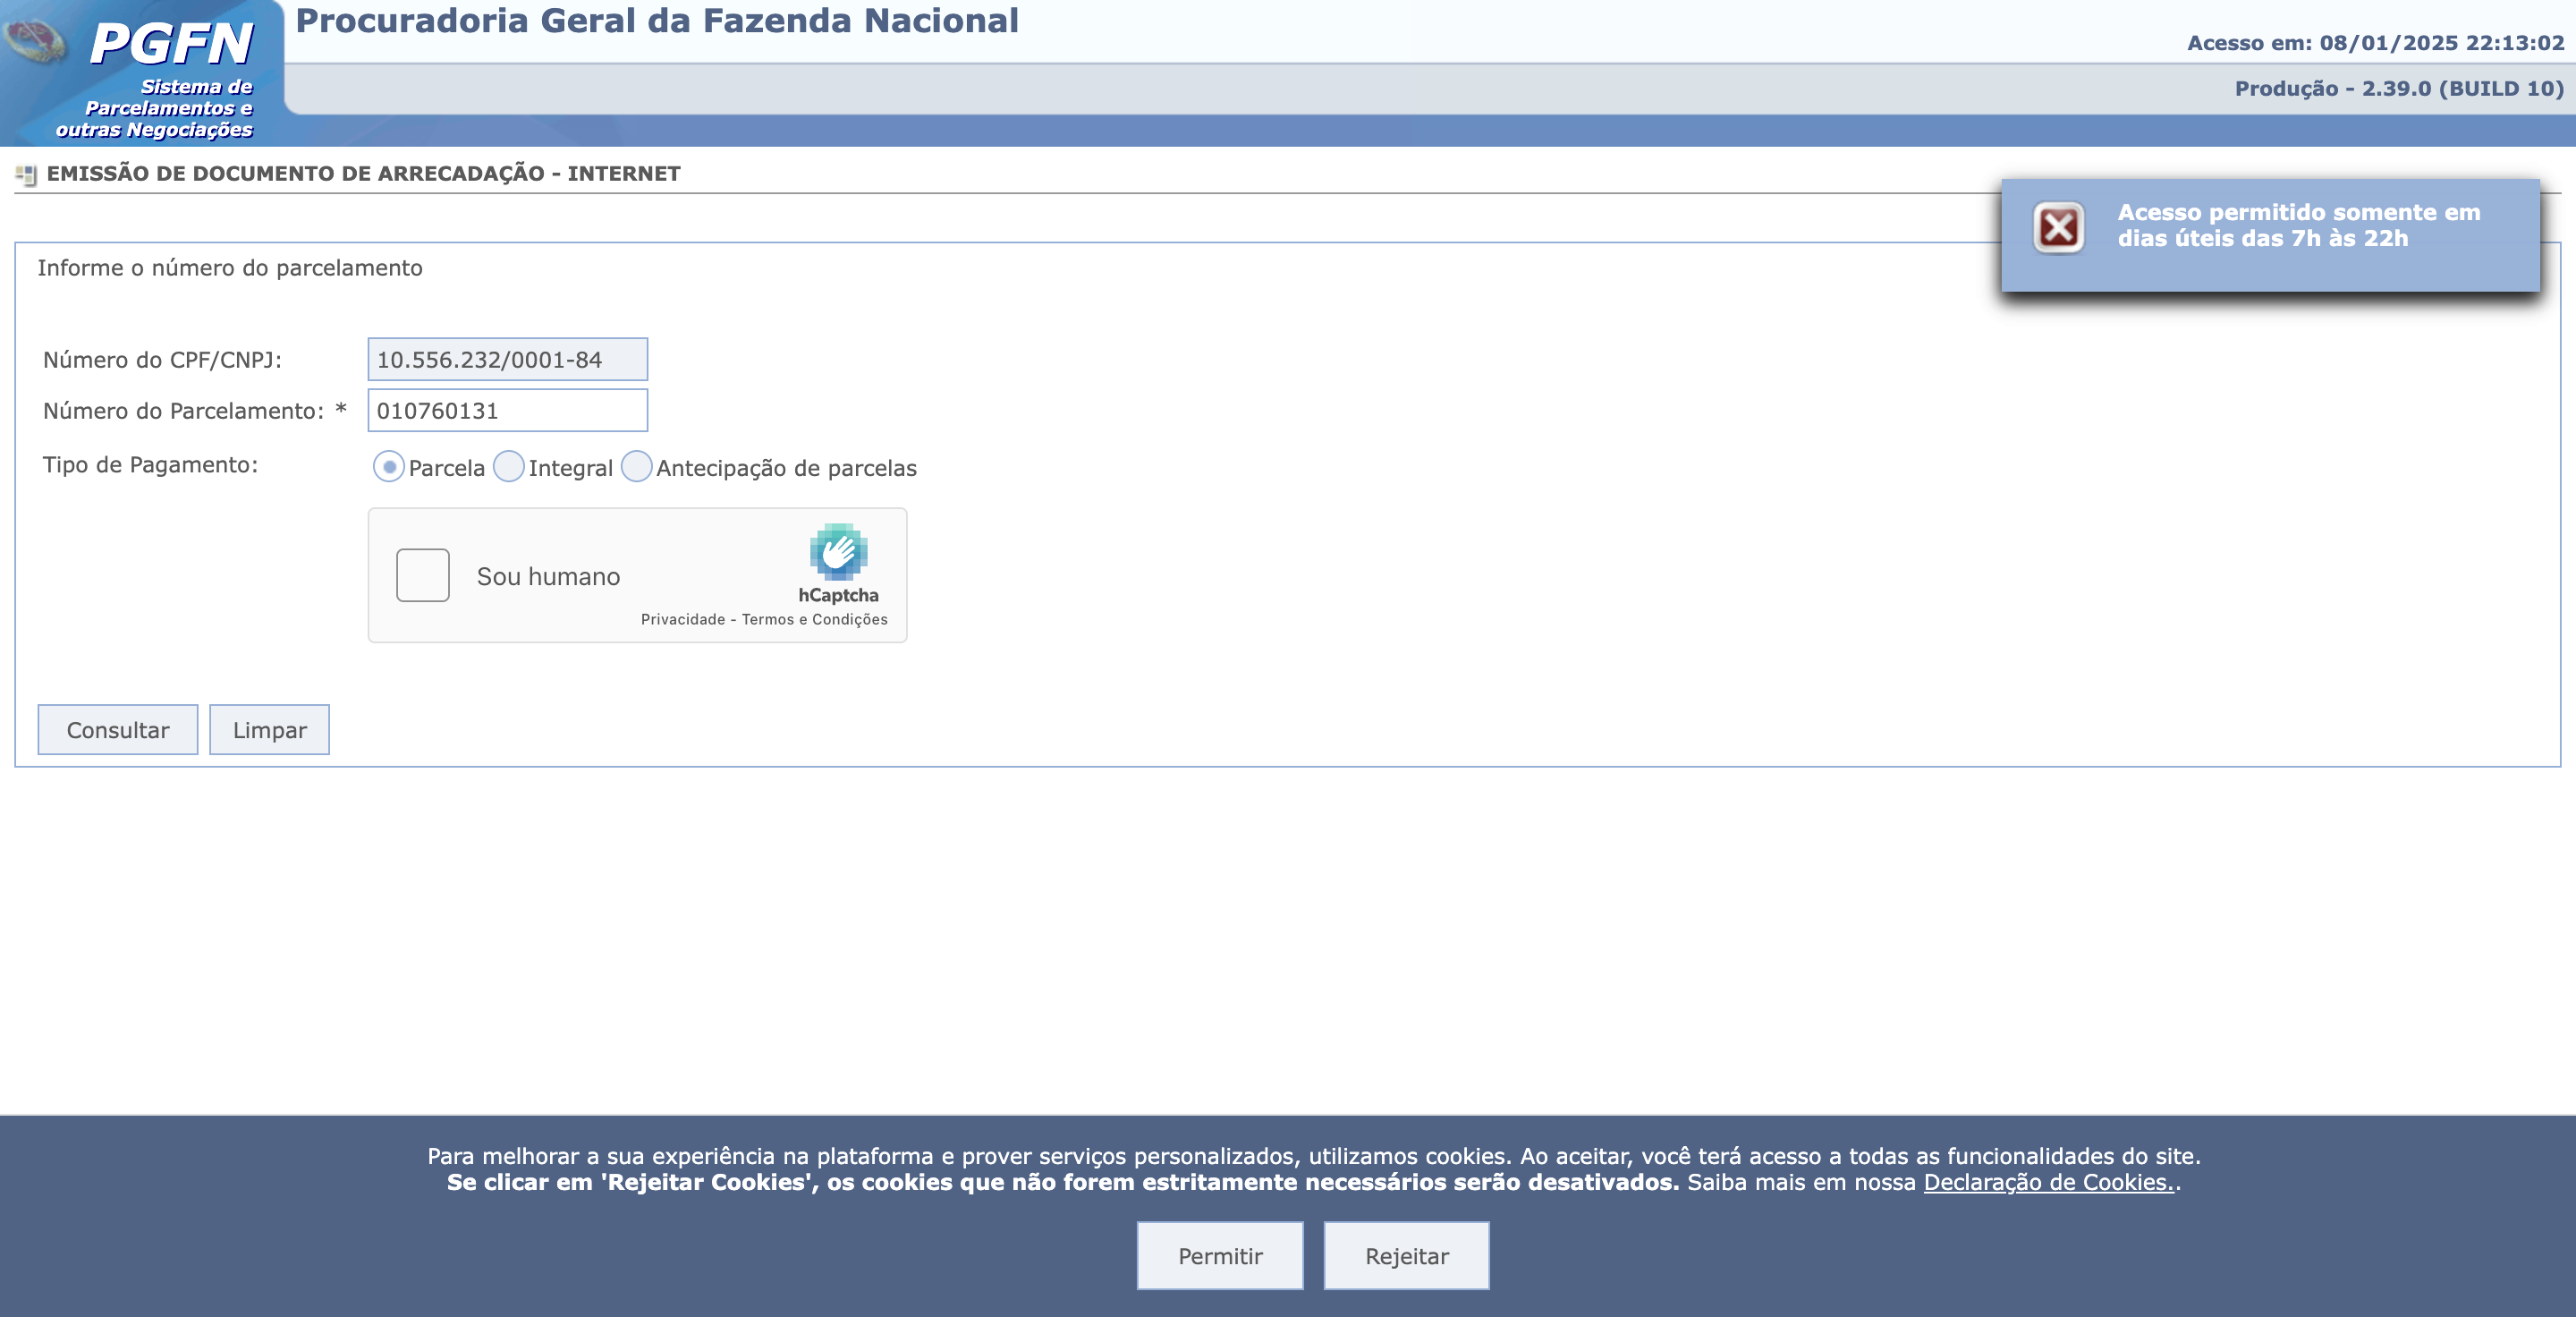 PGFN
Sistema de
Parcelamentos e
outras Negociações
Procuradoria Geral da Fazenda Nacional
Acesso em: 08/01/2025 22:13:02
Produção - 2.39.0 (BUILD 10)
EMISSÃO DE DOCUMENTO DE ARRECADAÇÃO - INTERNET
Acesso permitido somente em
dias úteis das 7h às 22h
Informe o número do parcelamento
Número do CPF/CNPJ: 10.556.232/0001-84
Número do Parcelamento: * 010760131
Tipo de Pagamento: Parcela Integral Antecipação de parcelas
Sou humano
hCaptcha
Privacidade - Termos e Condições
Consultar Limpar
Para melhorar a sua experiência na plataforma e prover serviços personalizados, utilizamos cookies. Ao aceitar, você terá acesso a todas as funcionalidades do site.
Se clicar em 'Rejeitar Cookies', os cookies que não forem estritamente necessários serão desativados. Saiba mais em nossa Declaração de Cookies..
Permitir Rejeitar